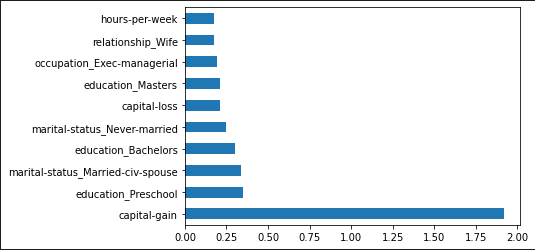 hours-per-week
relationship_Wife
occupation_Exec-managerial
education_Masters
capital-loss
marital-status_Never-married
education_Bachelors
marital-status_Married-civ-spouse
education_Preschool
capital-gain
0.00 0.25 0.50 0.75 1.00 1.25 1.50 1.75 2.00